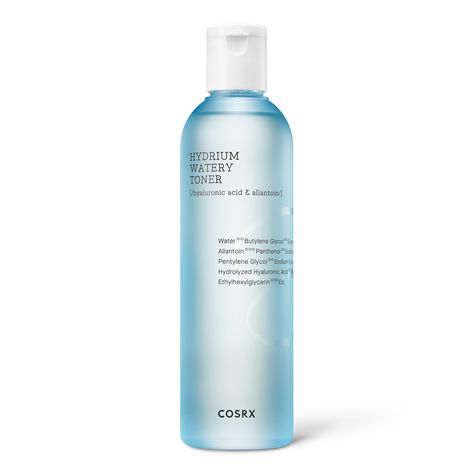 HYDRIUM
WATERY
TONER
[/hyaluronic acid & allantoin/]
Water°°Butylene Glycol°°
Allantoin°°°Panthenol°°
Pentylene Glycol°°Sodium
Hydrolyzed Hyaluronic Acid°
Ethylhexylglycerin°°°Etc
COSRX